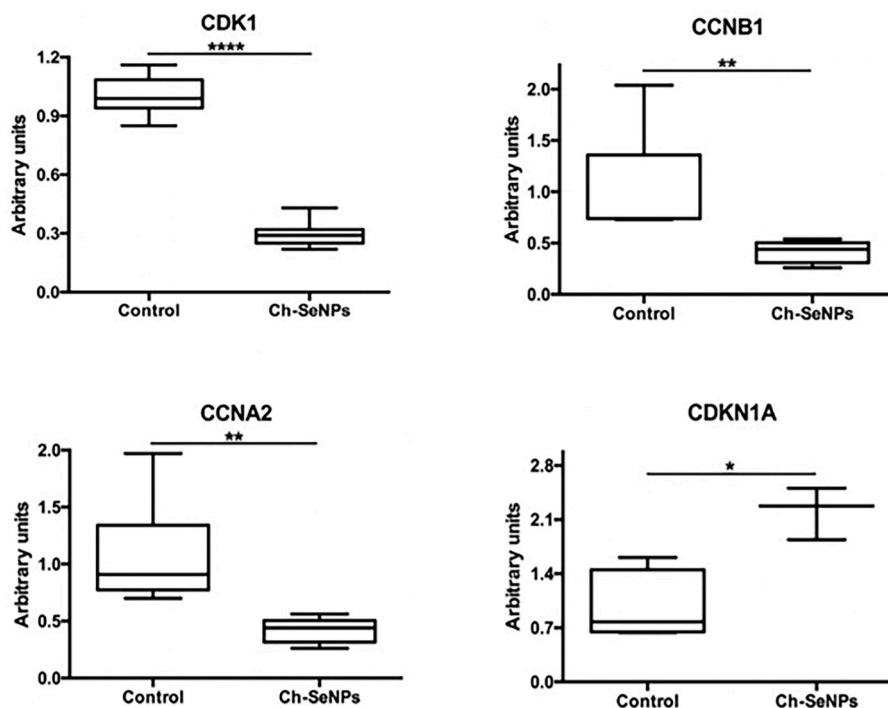 CDK1
****
Arbitrary units
1.2
0.9
0.6
0.3
0.0
Control Ch-SeNPs
CCNB1
**
Arbitrary units
2.0
1.5
1.0
0.5
0.0
Control Ch-SeNPs
CCNA2
**
Arbitrary units
2.0
1.5
1.0
0.5
0.0
Control Ch-SeNPs
CDKN1A
*
Arbitrary units
2.8
2.1
1.4
0.7
0.0
Control Ch-SeNPs